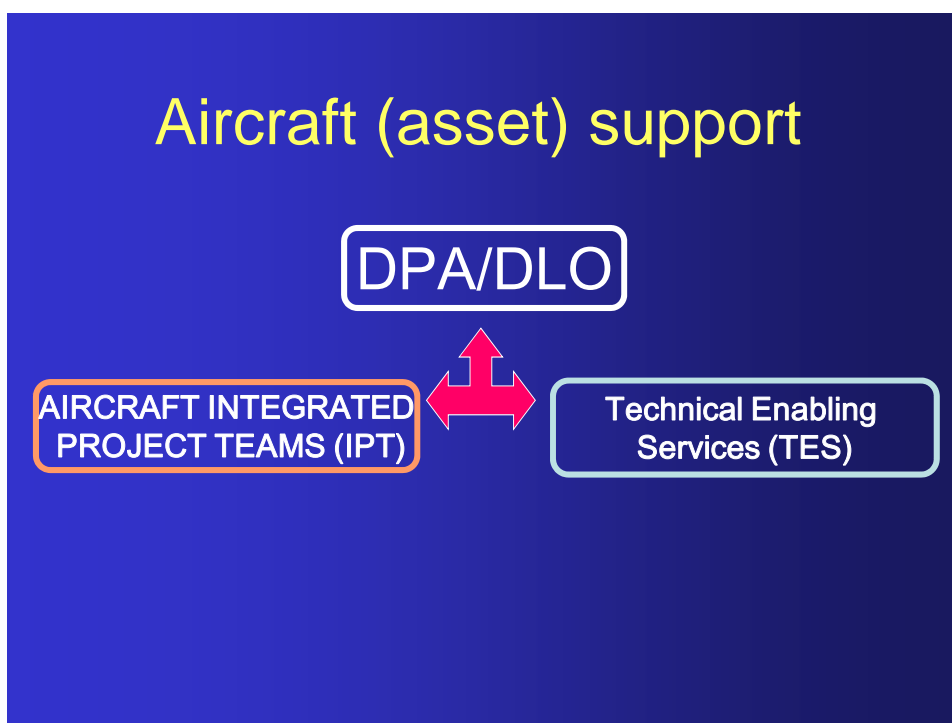 Aircraft (asset) support
DPA/DLO
AIRCRAFT INTEGRATED
PROJECT TEAMS (IPT)
Technical Enabling
Services (TES)